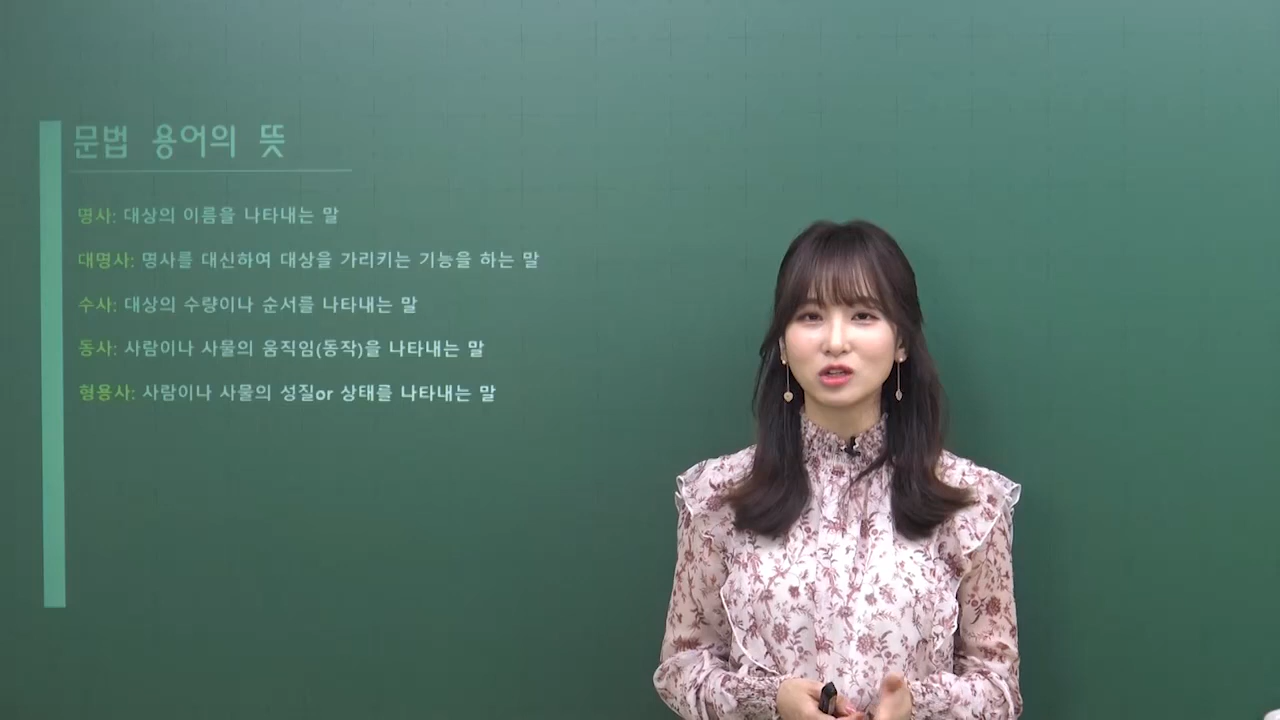 문법 용어의 뜻
명사: 대상의 이름을 나타내는 말
대명사: 명사를 대신하여 대상을 가리키는 기능을 하는 말
수사: 대상의 수량이나 순서를 나타내는 말
동사: 사람이나 사물의 움직임(동작)을 나타내는 말
형용사: 사람이나 사물의 성질or 상태를 나타내는 말